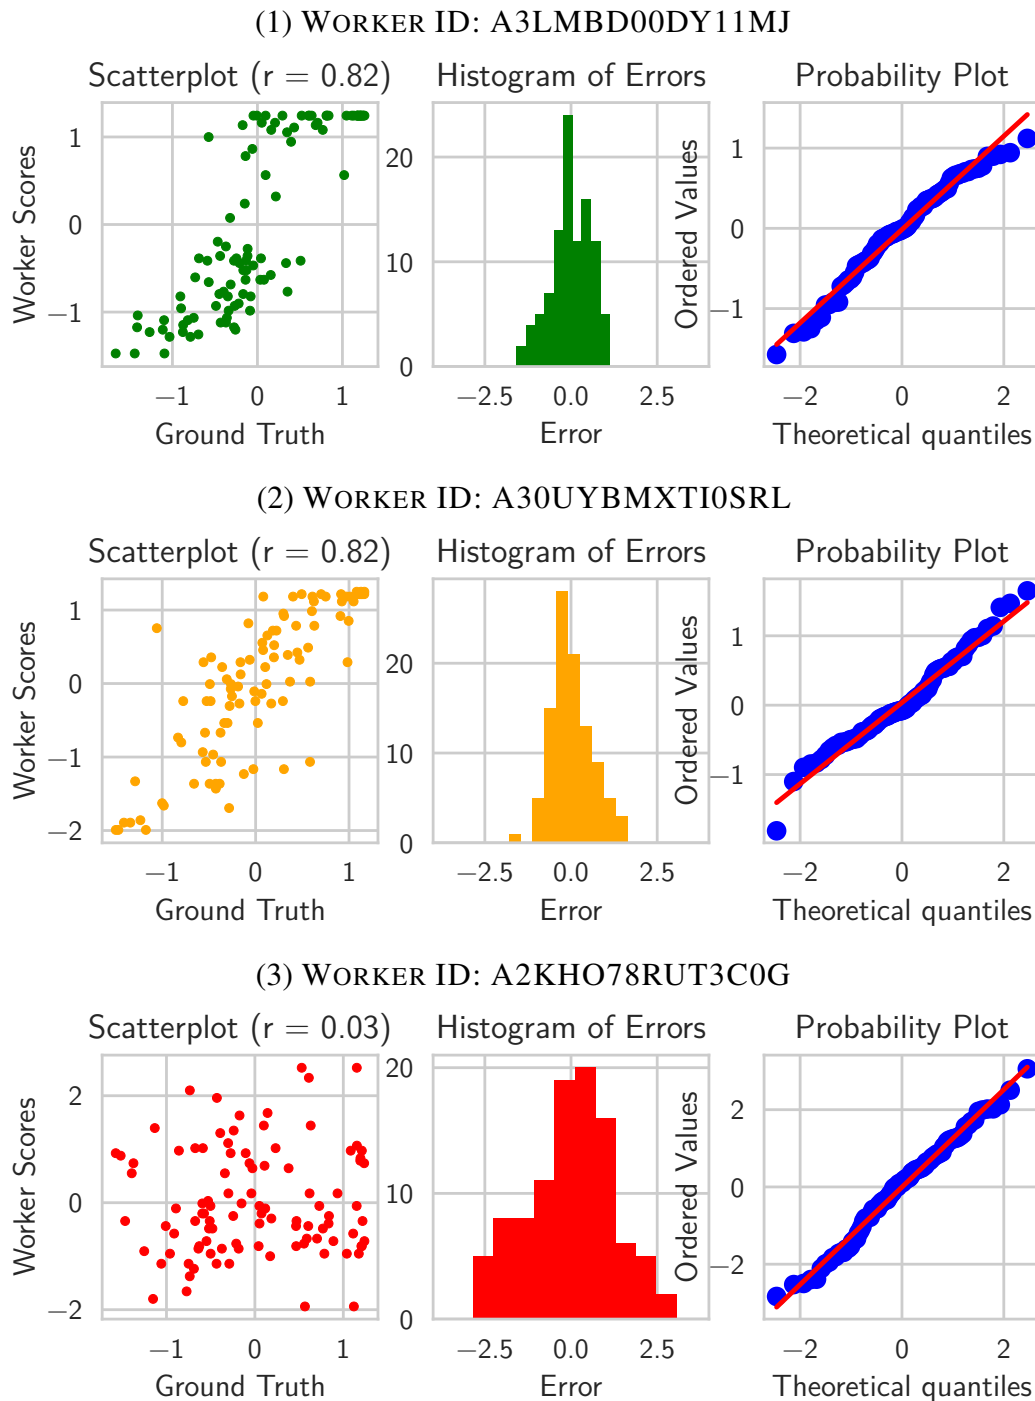 (1) WORKER ID: A3LMBD00DY11MJ
Scatterplot (r = 0.82)
Histogram of Errors
Probability Plot
Worker Scores
1
0
−1
−1
0
1
Ground Truth
20
10
0
−2.5
0.0
2.5
Error
Ordered Values
1
0
−1
−2
0
2
Theoretical quantiles
(2) WORKER ID: A30UYBMXTI0SRL
Scatterplot (r = 0.82)
Histogram of Errors
Probability Plot
Worker Scores
1
0
−1
−2
−1
0
1
Ground Truth
20
10
0
−2.5
0.0
2.5
Error
Ordered Values
1
0
−1
−2
0
2
Theoretical quantiles
(3) WORKER ID: A2KHO78RUT3C0G
Scatterplot (r = 0.03)
Histogram of Errors
Probability Plot
Worker Scores
2
0
−2
−1
0
1
Ground Truth
20
10
0
−2.5
0.0
2.5
Error
Ordered Values
2
0
−2
−2
0
2
Theoretical quantiles